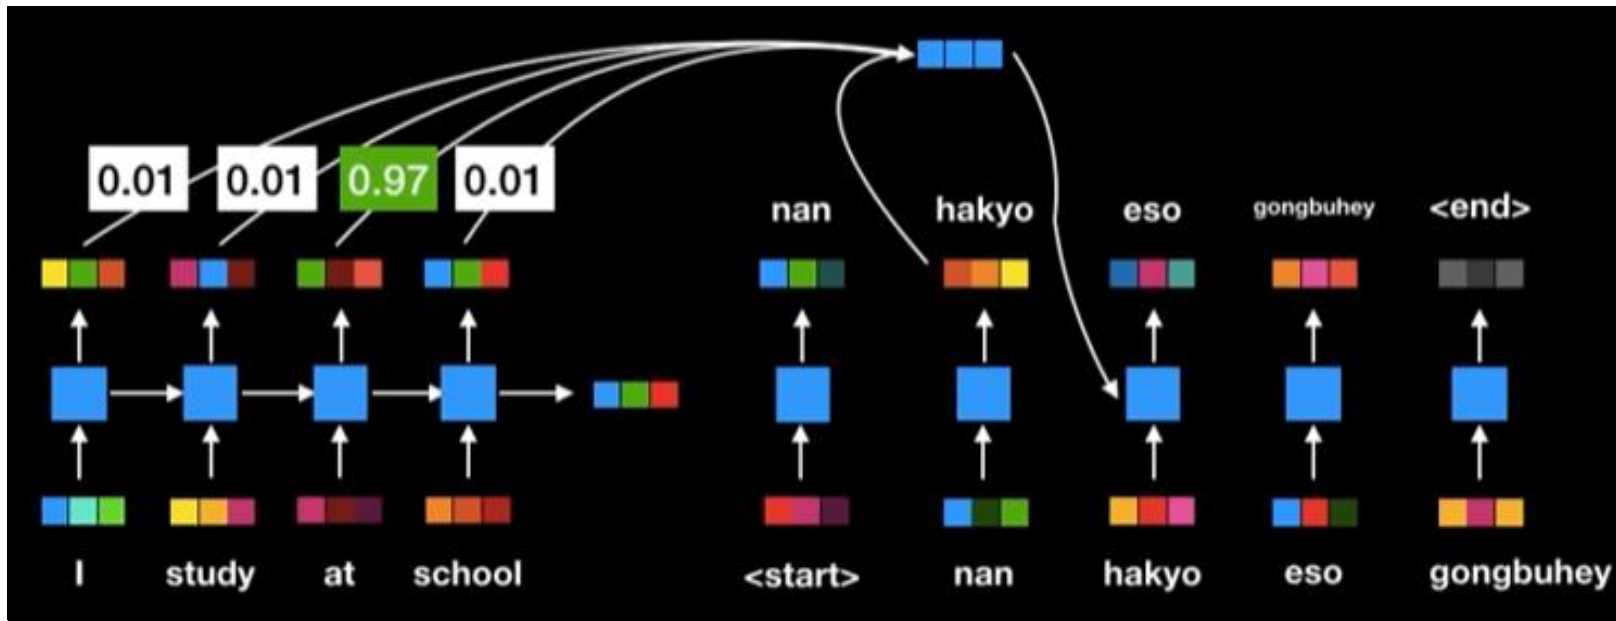 0.01 0.01 0.97 0.01
nan hakyo eso gongbuhey <end>
I study at school <start> nan hakyo eso gongbuhey